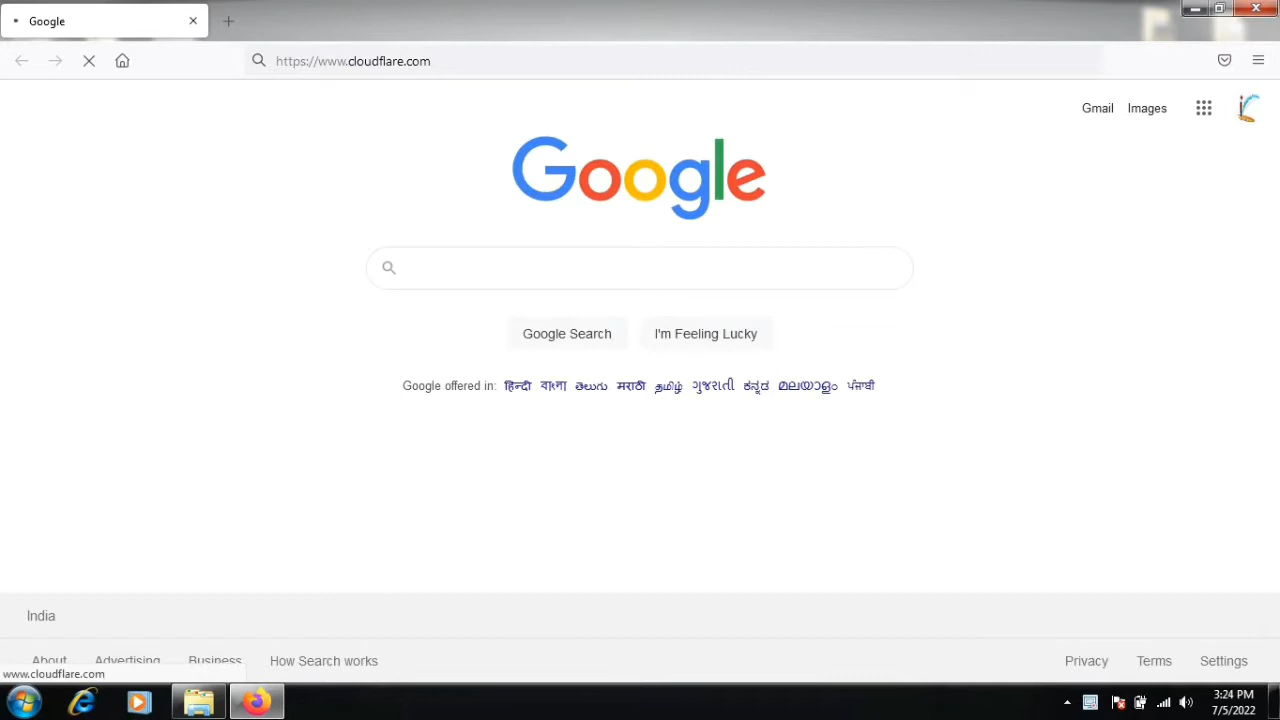 Google
https://www.cloudflare.com
Gmail Images
Google
Google Search I'm Feeling Lucky
Google offered in: हिन्दी বাংলা తెలుగు मराठी தமிழ் ગુજરાતી ಕನ್ನಡ മലയാളം ਪੰਜਾਬੀ
India
About Advertising Business How Search works Privacy Terms Settings
www.cloudflare.com
3:24 PM
7/5/2022